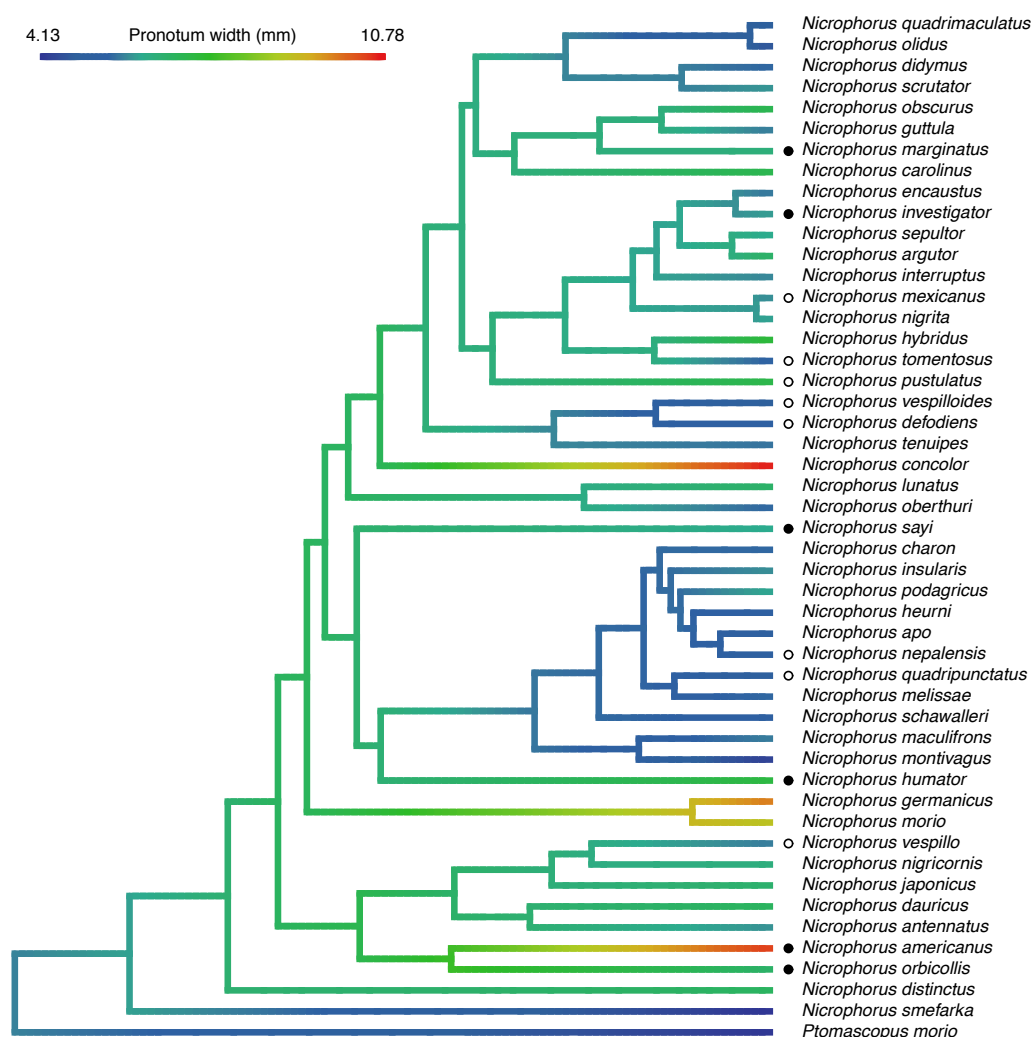 4.13 Pronotum width (mm) 10.78
Nicrophorus quadrimaculatus
Nicrophorus olidus
Nicrophorus didymus
Nicrophorus scrutator
Nicrophorus obscurus
Nicrophorus guttula
Nicrophorus marginatus
Nicrophorus carolinus
Nicrophorus encaustus
Nicrophorus investigator
Nicrophorus sepultor
Nicrophorus argutor
Nicrophorus interruptus
Nicrophorus mexicanus
Nicrophorus nigrita
Nicrophorus hybridus
Nicrophorus tomentosus
Nicrophorus pustulatus
Nicrophorus vespilloides
Nicrophorus defodiens
Nicrophorus tenuipes
Nicrophorus concolor
Nicrophorus lunatus
Nicrophorus oberthuri
Nicrophorus sayi
Nicrophorus charon
Nicrophorus insularis
Nicrophorus podagricus
Nicrophorus heurni
Nicrophorus apo
Nicrophorus nepalensis
Nicrophorus quadripunctatus
Nicrophorus melissae
Nicrophorus schawalleri
Nicrophorus maculifrons
Nicrophorus montivagus
Nicrophorus humator
Nicrophorus germanicus
Nicrophorus morio
Nicrophorus vespillo
Nicrophorus nigricornis
Nicrophorus japonicus
Nicrophorus dauricus
Nicrophorus antennatus
Nicrophorus americanus
Nicrophorus orbicollis
Nicrophorus distinctus
Nicrophorus smefarka
Ptomascopus morio